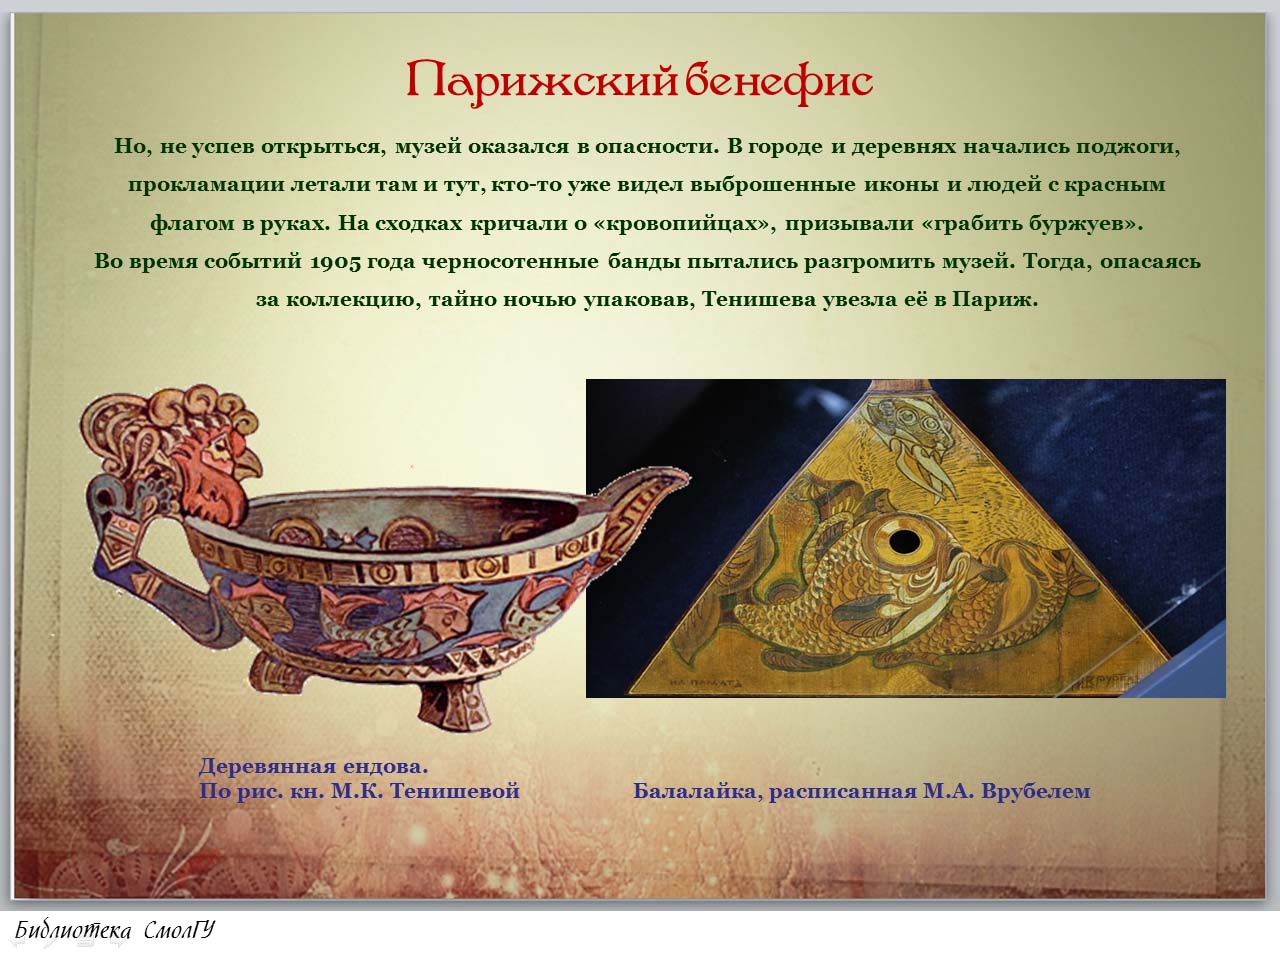 Парижский бенефис
Но, не успев открыться, музей оказался в опасности. В городе и деревнях начались поджоги,
прокламации летали там и тут, кто-то уже видел выброшенные иконы и людей с красным
флагом в руках. На сходках кричали о «кровопийцах», призывали «грабить буржуев».
Во время событий 1905 года черносотенные банды пытались разгромить музей. Тогда, опасаясь
за коллекцию, тайно ночью упаковав, Тенишева увезла её в Париж.
Деревянная ендова.
По рис. кн. М.К. Тенишевой
Балалайка, расписанная М.А. Врубелем
Библиотека СмолГУ